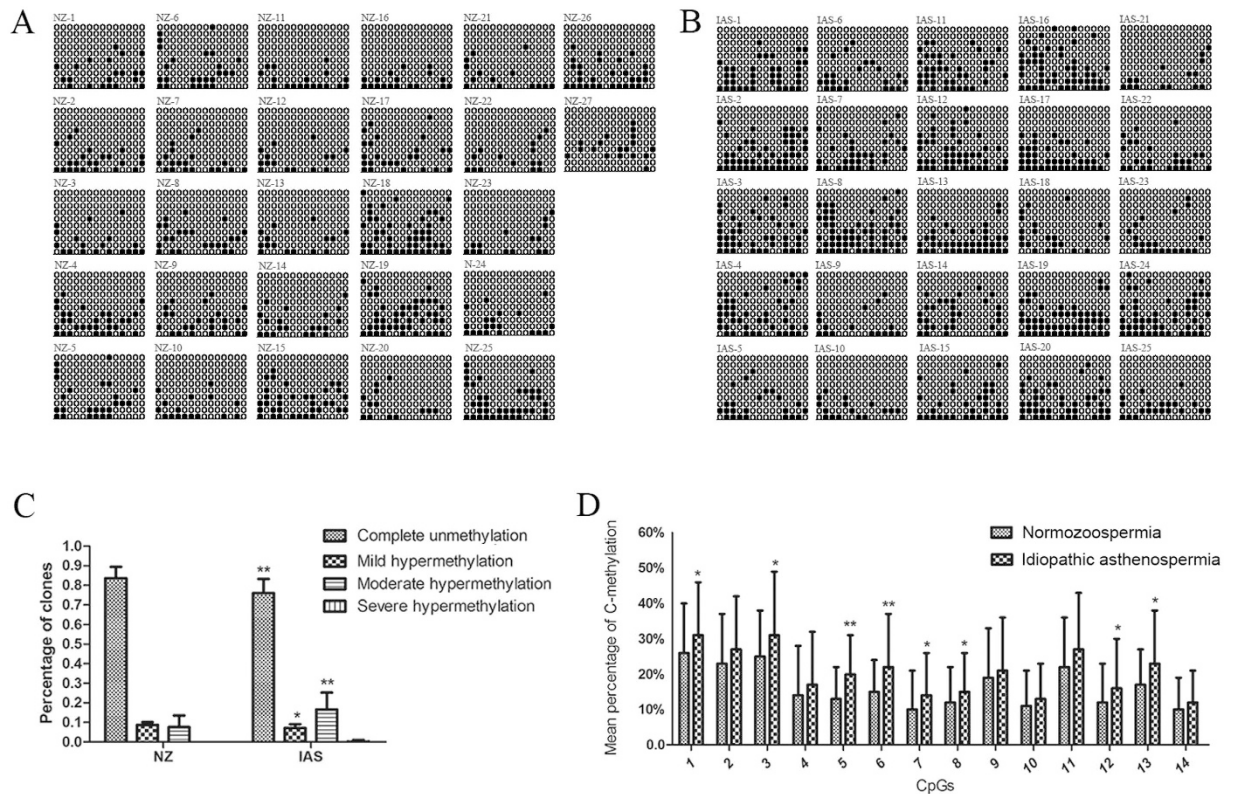 A
NZ-1 NZ-6 NZ-11 NZ-16 NZ-21 NZ-26
NZ-2 NZ-7 NZ-12 NZ-17 NZ-22 NZ-27
NZ-3 NZ-8 NZ-13 NZ-18 NZ-23
NZ-4 NZ-9 NZ-14 NZ-19 N-24
NZ-5 NZ-10 NZ-15 NZ-20 NZ-25
B
IAS-1 IAS-6 IAS-11 IAS-16 IAS-21
IAS-2 IAS-7 IAS-12 IAS-17 IAS-22
IAS-3 IAS-8 IAS-13 IAS-18 IAS-23
IAS-4 IAS-9 IAS-14 IAS-19 IAS-24
IAS-5 IAS-10 IAS-15 IAS-20 IAS-25
C
Percentage of clones
1.0
0.9
0.8
0.7
0.6
0.5
0.4
0.3
0.2
0.1
0.0
** * **
NZ IAS
Complete unmethylation
Mild hypermethylation
Moderate hypermethylation
Severe hypermethylation
D
Mean percentage of C-methylation
60%
50%
40%
30%
20%
10%
0.0
* * ** ** * * * *
1 2 3 4 5 6 7 8 9 10 11 12 13 14
CpGs
Normozoospermia
Idiopathic asthenospermia